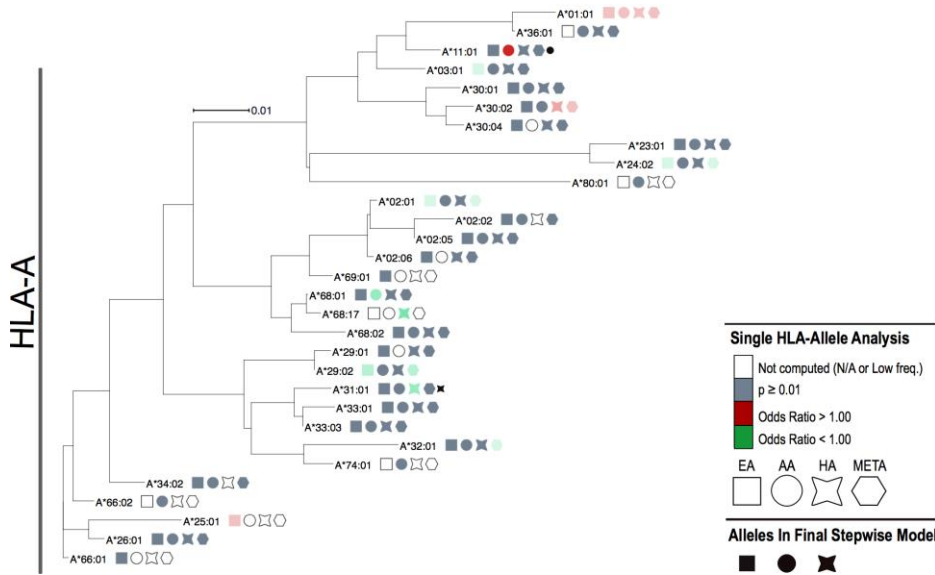 A*01:01
A*36:01
A*11:01
A*03:01
0.01
A*30:01
A*30:02
A*30:04
A*23:01
A*24:02
A*80:01
A*02:01
A*02:02
A*02:05
A*02:06
A*69:01
A*68:01
A*68:17
A*68:02
A*29:01
A*29:02
A*31:01
A*33:01
A*33:03
A*32:01
A*74:01
A*34:02
A*66:02
A*25:01
A*26:01
A*66:01
HLA-A
Single HLA-Allele Analysis
Not computed (N/A or Low freq.)
p ≥ 0.01
Odds Ratio > 1.00
Odds Ratio < 1.00
EA AA HA META
Alleles In Final Stepwise Model